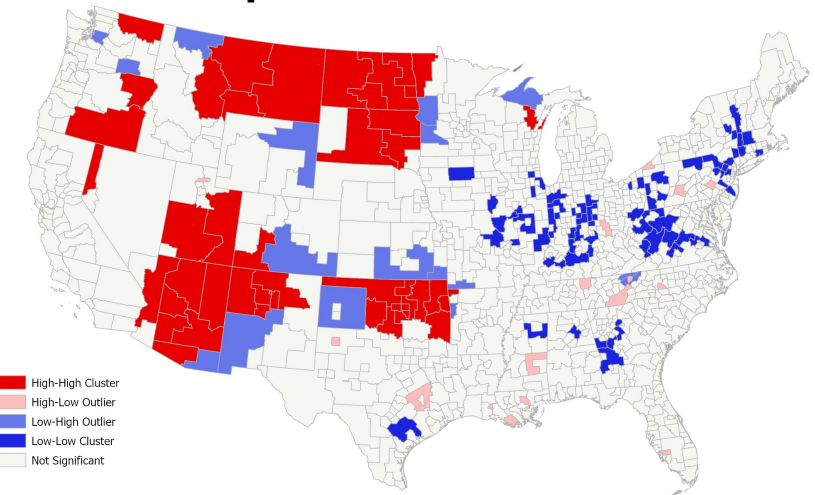 High-High Cluster
High-Low Outlier
Low-High Outlier
Low-Low Cluster
Not Significant